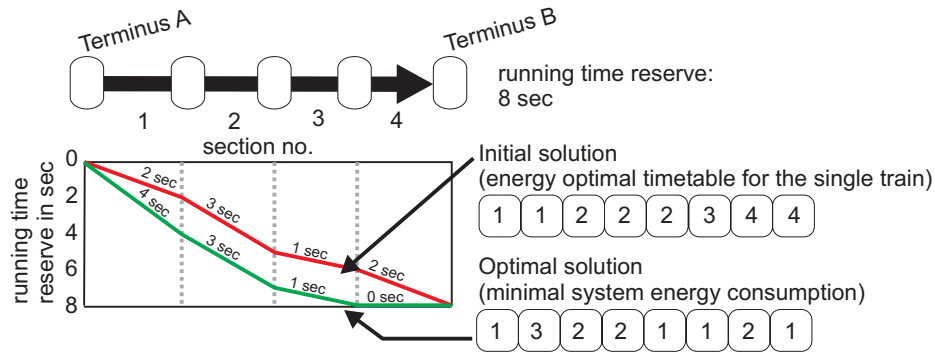 Terminus A
Terminus B
running time reserve:
8 sec
1 2 3 4
section no.
running time
reserve in sec
0
2
4
6
8
2 sec
3 sec
1 sec
2 sec
4 sec
3 sec
1 sec
0 sec
Initial solution
(energy optimal timetable for the single train)
1 1 2 2 2 3 4 4
Optimal solution
(minimal system energy consumption)
1 3 2 2 1 1 2 1